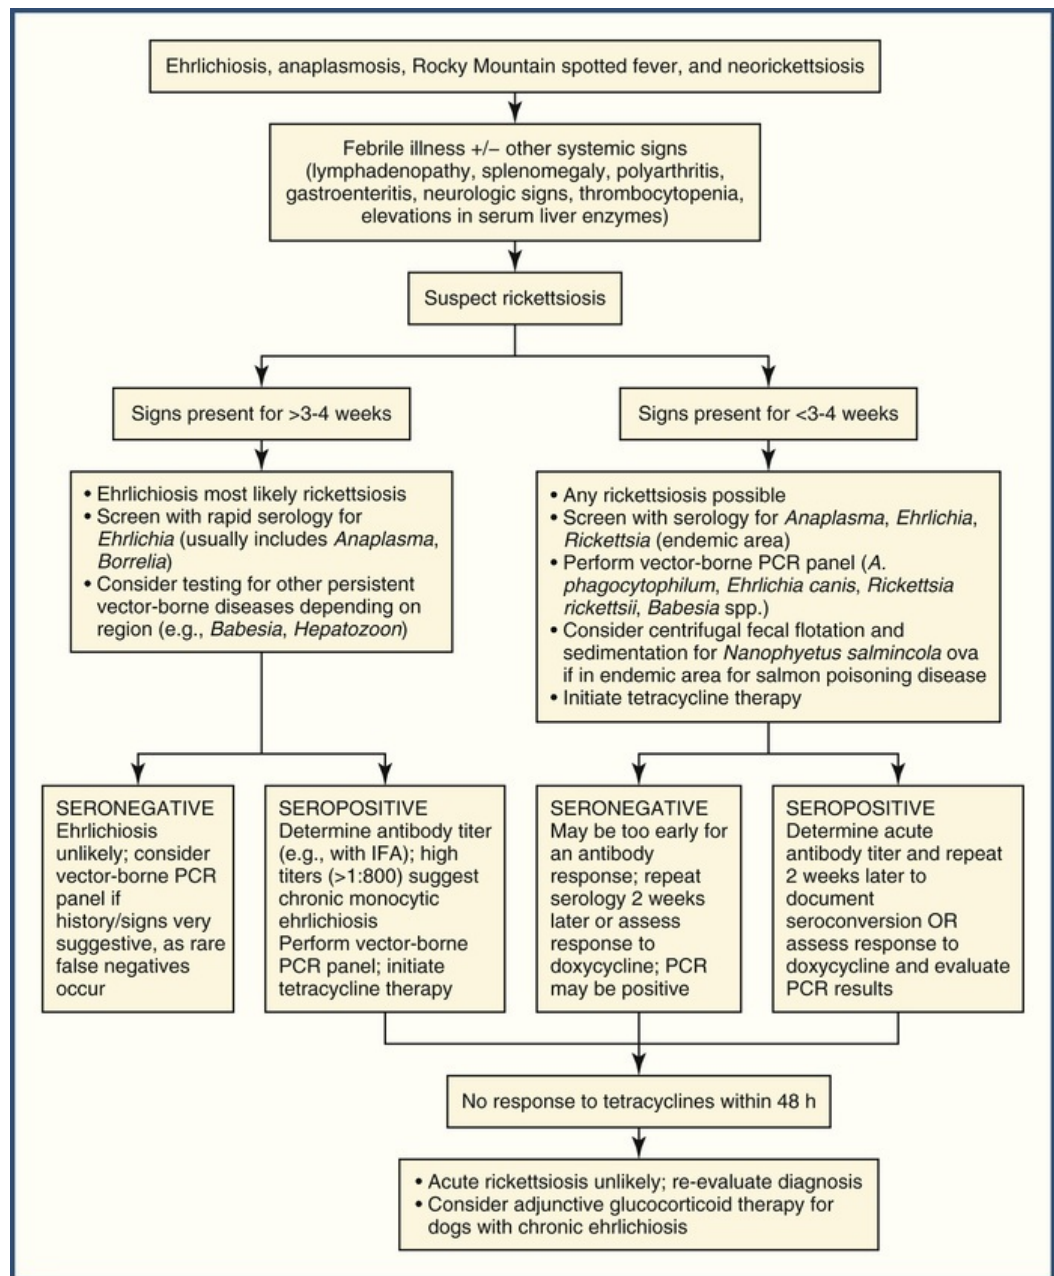 Ehrlichiosis, anaplasmosis, Rocky Mountain spotted fever, and neorickettsiosis
Febrile illness +/– other systemic signs
(lymphadenopathy, splenomegaly, polyarthritis,
gastroenteritis, neurologic signs, thrombocytopenia,
elevations in serum liver enzymes)
Suspect rickettsiosis
Signs present for >3-4 weeks
Signs present for <3-4 weeks
• Ehrlichiosis most likely rickettsiosis
• Screen with rapid serology for
Ehrlichia (usually includes Anaplasma,
Borrelia)
• Consider testing for other persistent
vector-borne diseases depending on
region (e.g., Babesia, Hepatozoon)
• Any rickettsiosis possible
• Screen with serology for Anaplasma, Ehrlichia,
Rickettsia (endemic area)
• Perform vector-borne PCR panel (A.
phagocytophilum, Ehrlichia canis, Rickettsia
rickettsii, Babesia spp.)
• Consider centrifugal fecal flotation and
sedimentation for Nanophyetus salmincola ova
if in endemic area for salmon poisoning disease
• Initiate tetracycline therapy
SERONEGATIVE
Ehrlichiosis
unlikely; consider
vector-borne PCR
panel if
history/signs very
suggestive, as rare
false negatives
occur
SEROPOSITIVE
Determine antibody titer
(e.g., with IFA); high
titers (>1:800) suggest
chronic monocytic
ehrlichiosis
Perform vector-borne
PCR panel; initiate
tetracycline therapy
SERONEGATIVE
May be too early for
an antibody
response; repeat
serology 2 weeks
later or assess
response to
doxycycline; PCR
may be positive
SEROPOSITIVE
Determine acute
antibody titer and repeat
2 weeks later to
document
seroconversion OR
assess response to
doxycycline and evaluate
PCR results
No response to tetracyclines within 48 h
• Acute rickettsiosis unlikely; re-evaluate diagnosis
• Consider adjunctive glucocorticoid therapy for
dogs with chronic ehrlichiosis